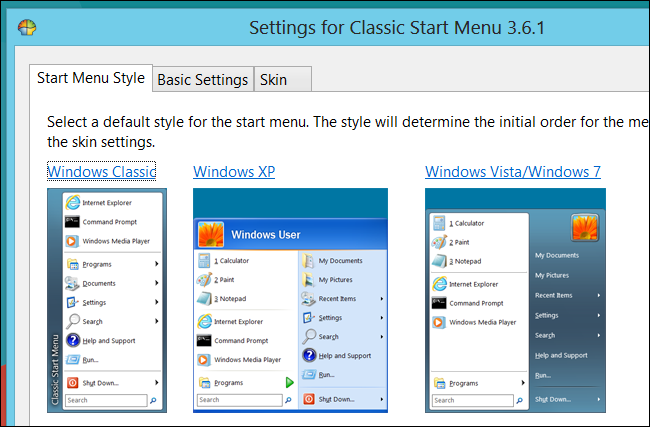 Settings for Classic Start Menu 3.6.1
Start Menu Style
Basic Settings
Skin
Select a default style for the start menu. The style will determine the initial order for the me
the skin settings.
Windows Classic
Internet Explorer
Command Prompt
Windows Media Player
Programs
Documents
Settings
Search
Help and Support
Run...
Shut Down...
Search
Classic Start Menu
Windows XP
Windows User
1 Calculator
2 Paint
3 Notepad
Internet Explorer
Command Prompt
Windows Media Player
Programs
Search
My Documents
My Pictures
Recent Items
Settings
Search
Help and Support
Run...
Shut Down...
Windows Vista/Windows 7
1 Calculator
2 Paint
3 Notepad
Internet Explorer
Command Prompt
Windows Media Player
Programs
Search
My Documents
My Pictures
Recent Items
Settings
Search
Help and Support
Run...
Shut Down...